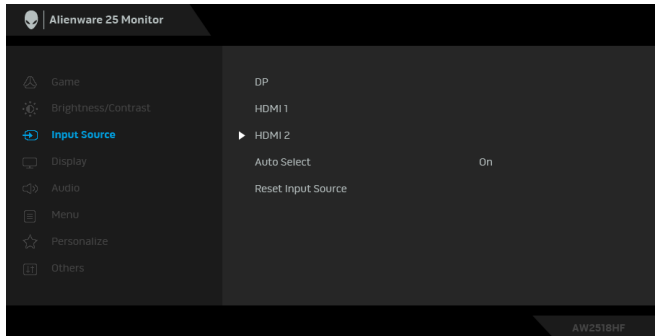 Alienware 25 Monitor
Game
Brightness/Contrast
Input Source
Display
Audio
Menu
Personalize
Others
DP
HDMI 1
HDMI 2
Auto Select On
Reset Input Source
AW2518HF